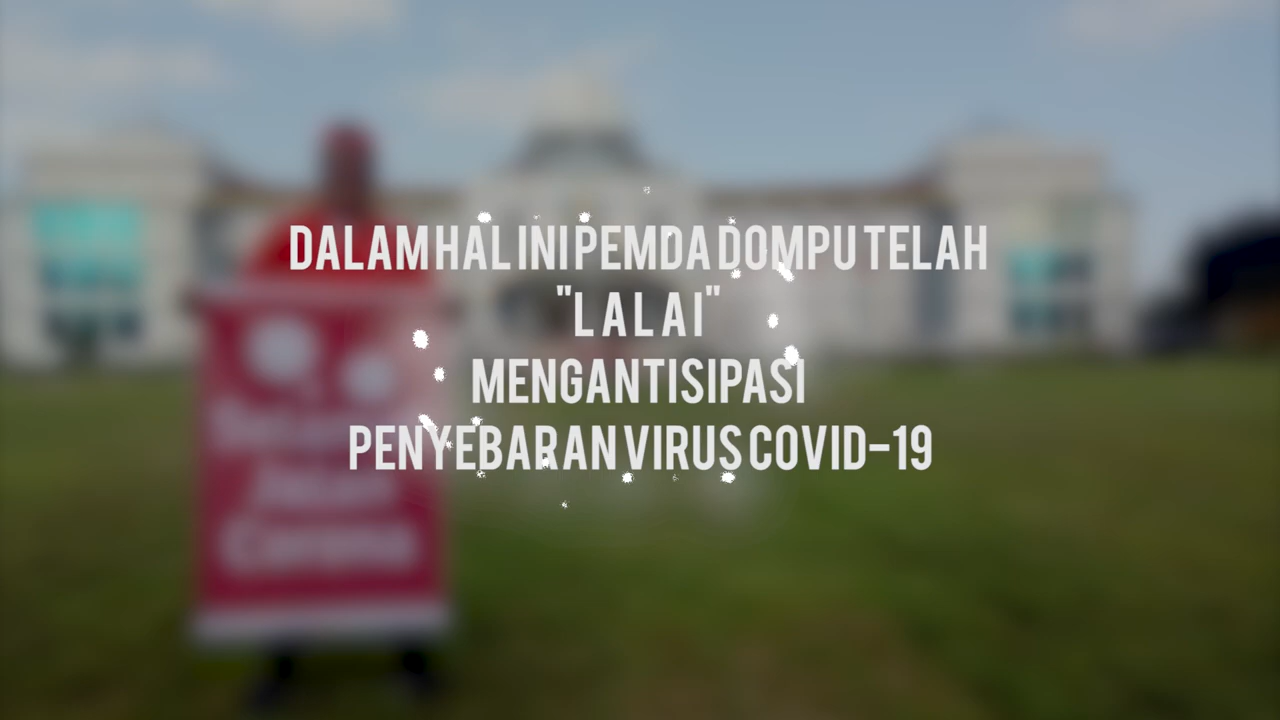 DALAM HAL INI PEMDA DOMPU TELAH
"LALAI"
MENGANTISIPASI
PENYEBARAN VIRUS COVID-19